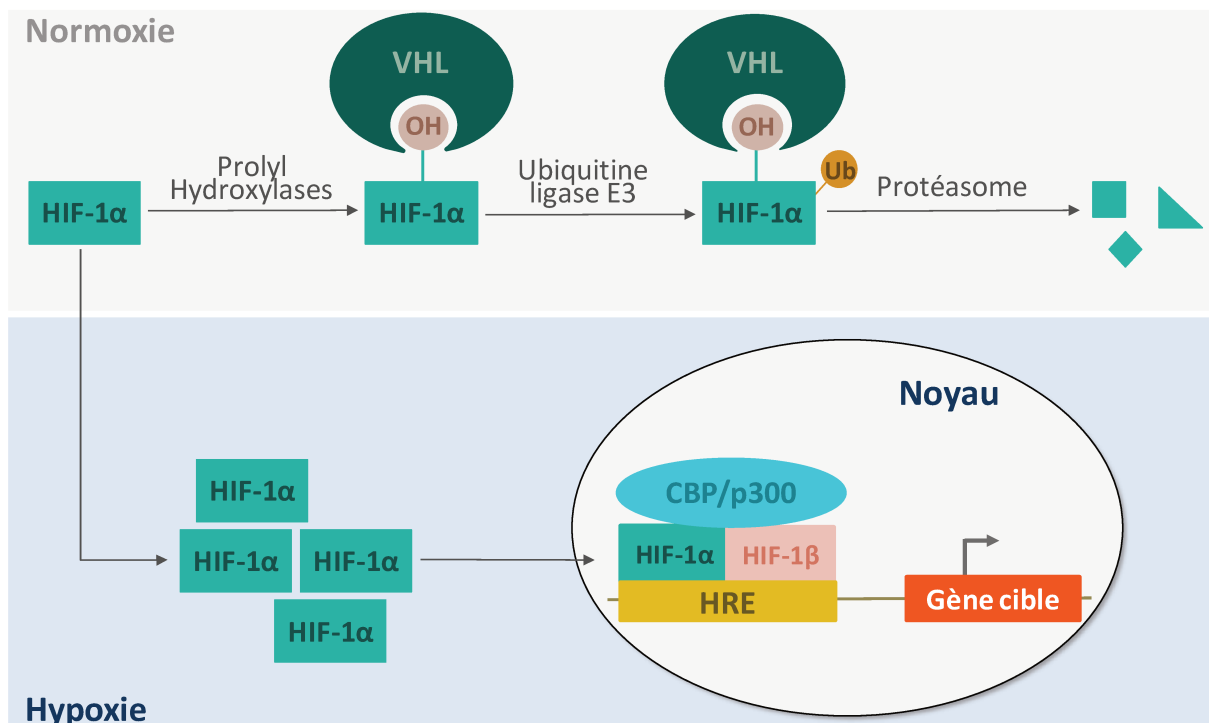 Normoxie
VHL
VHL
OH
OH
Prolyl
Hydroxylases
Ubiquitine
ligase E3
Ub
Protéasome
HIF-1α
HIF-1α
HIF-1α
Noyau
HIF-1α
CBP/p300
HIF-1α
HIF-1α
HIF-1α
HIF-1β
HRE
Gène cible
HIF-1α
Hypoxie